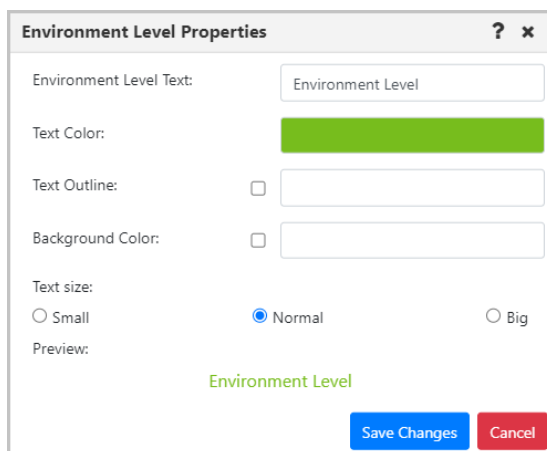 Environment Level Properties ? ×
Environment Level Text: Environment Level
Text Color:
Text Outline:
Background Color:
Text size:
Small Normal Big
Preview:
Environment Level
Save Changes Cancel